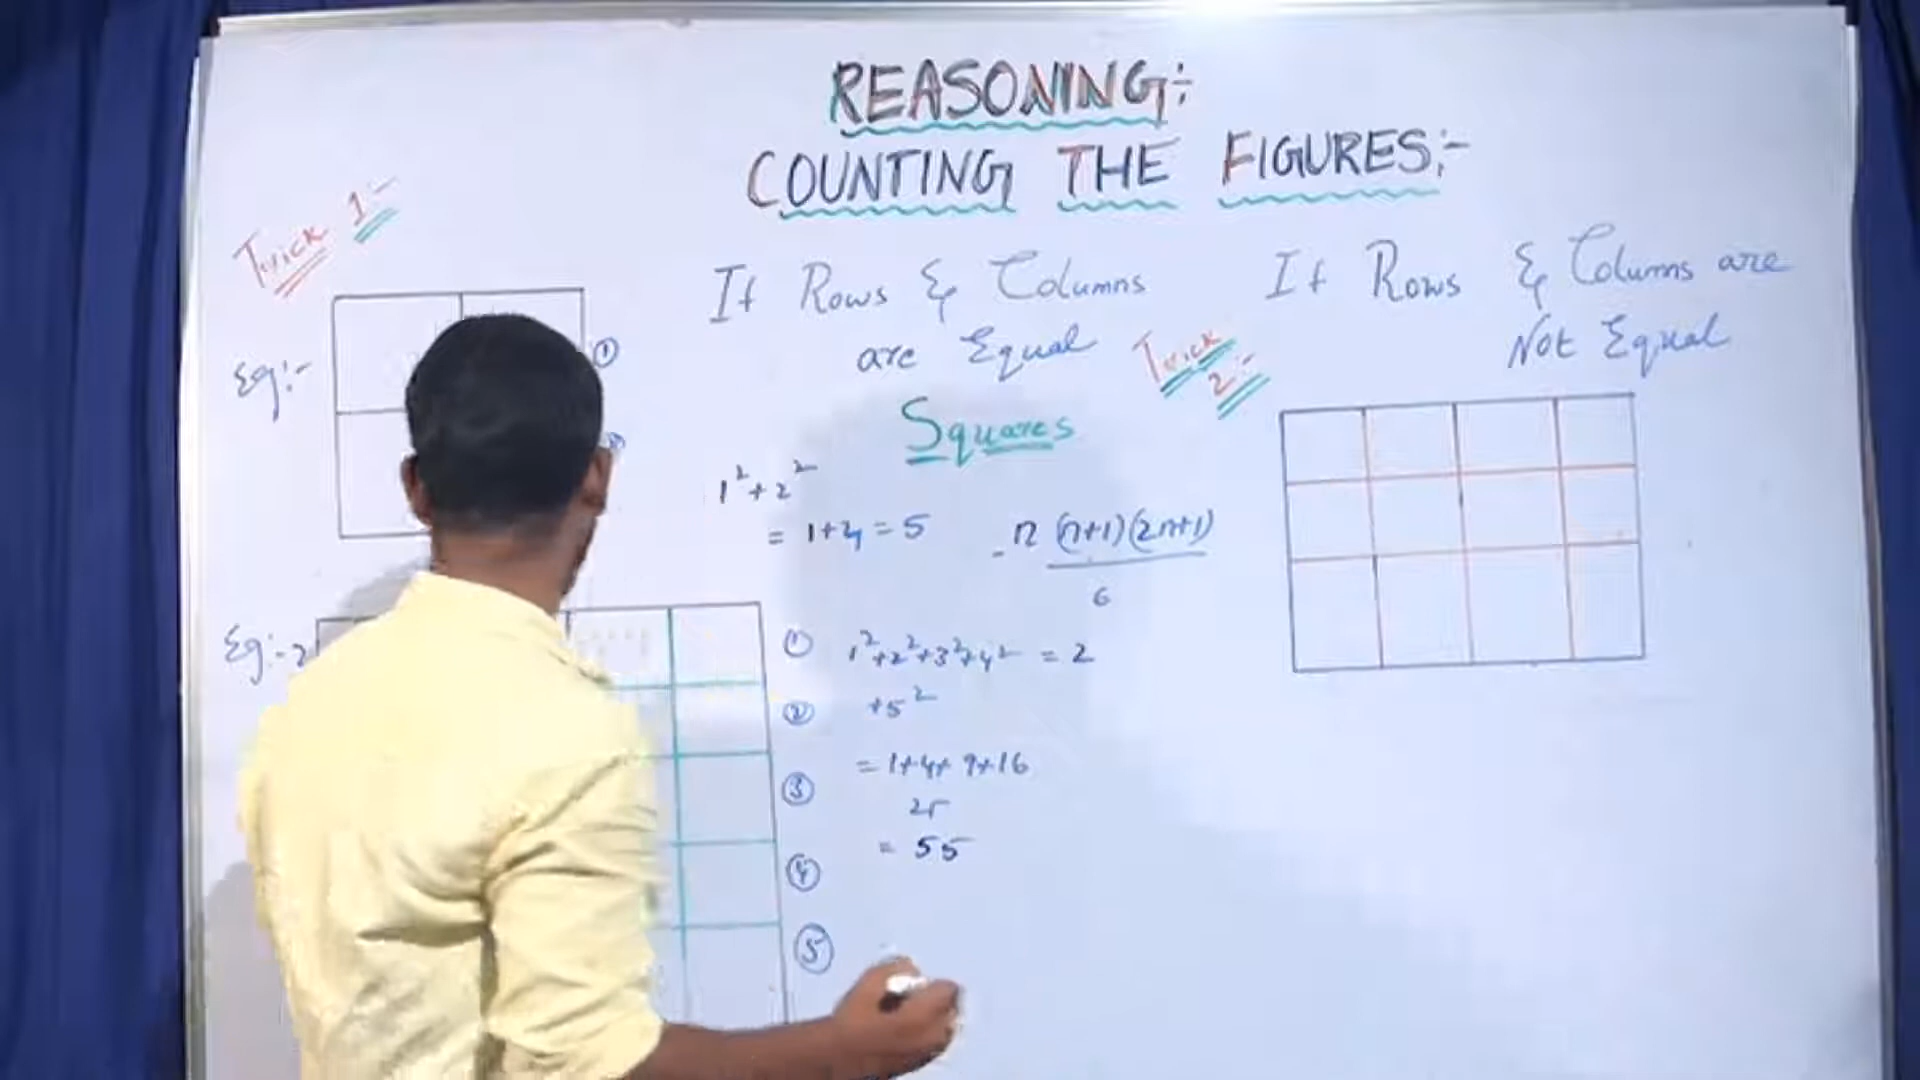 REASONING:-
COUNTING THE FIGURES:-
Trick 1:-
If Rows & Columns
are Equal
If Rows & Columns are
Not Equal
Trick
2:-
Eg:-
①
②
Squares
1²+2²
= 1+4 = 5
n (n+1)(2n+1)
6
Eg:-2
①
②
③
④
⑤
1²+2²+3²+4² = 2
+5²
= 1+4+ 9+16
25
= 55